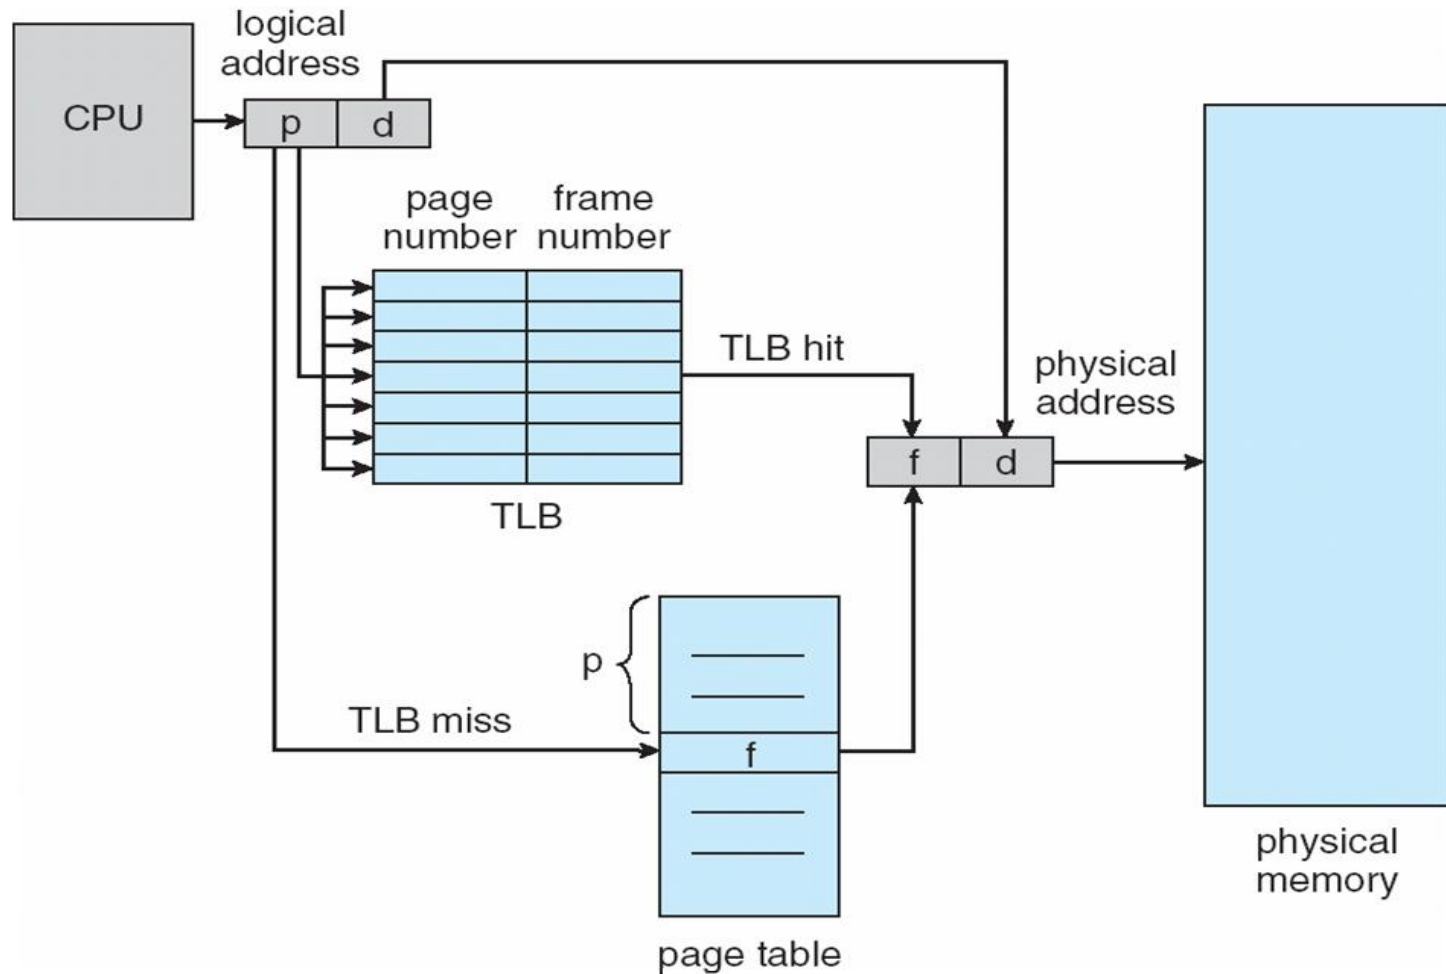 logical
address
CPU
p
d
page
number
frame
number
TLB hit
physical
address
f
d
TLB
p
TLB miss
f
physical
memory
page table